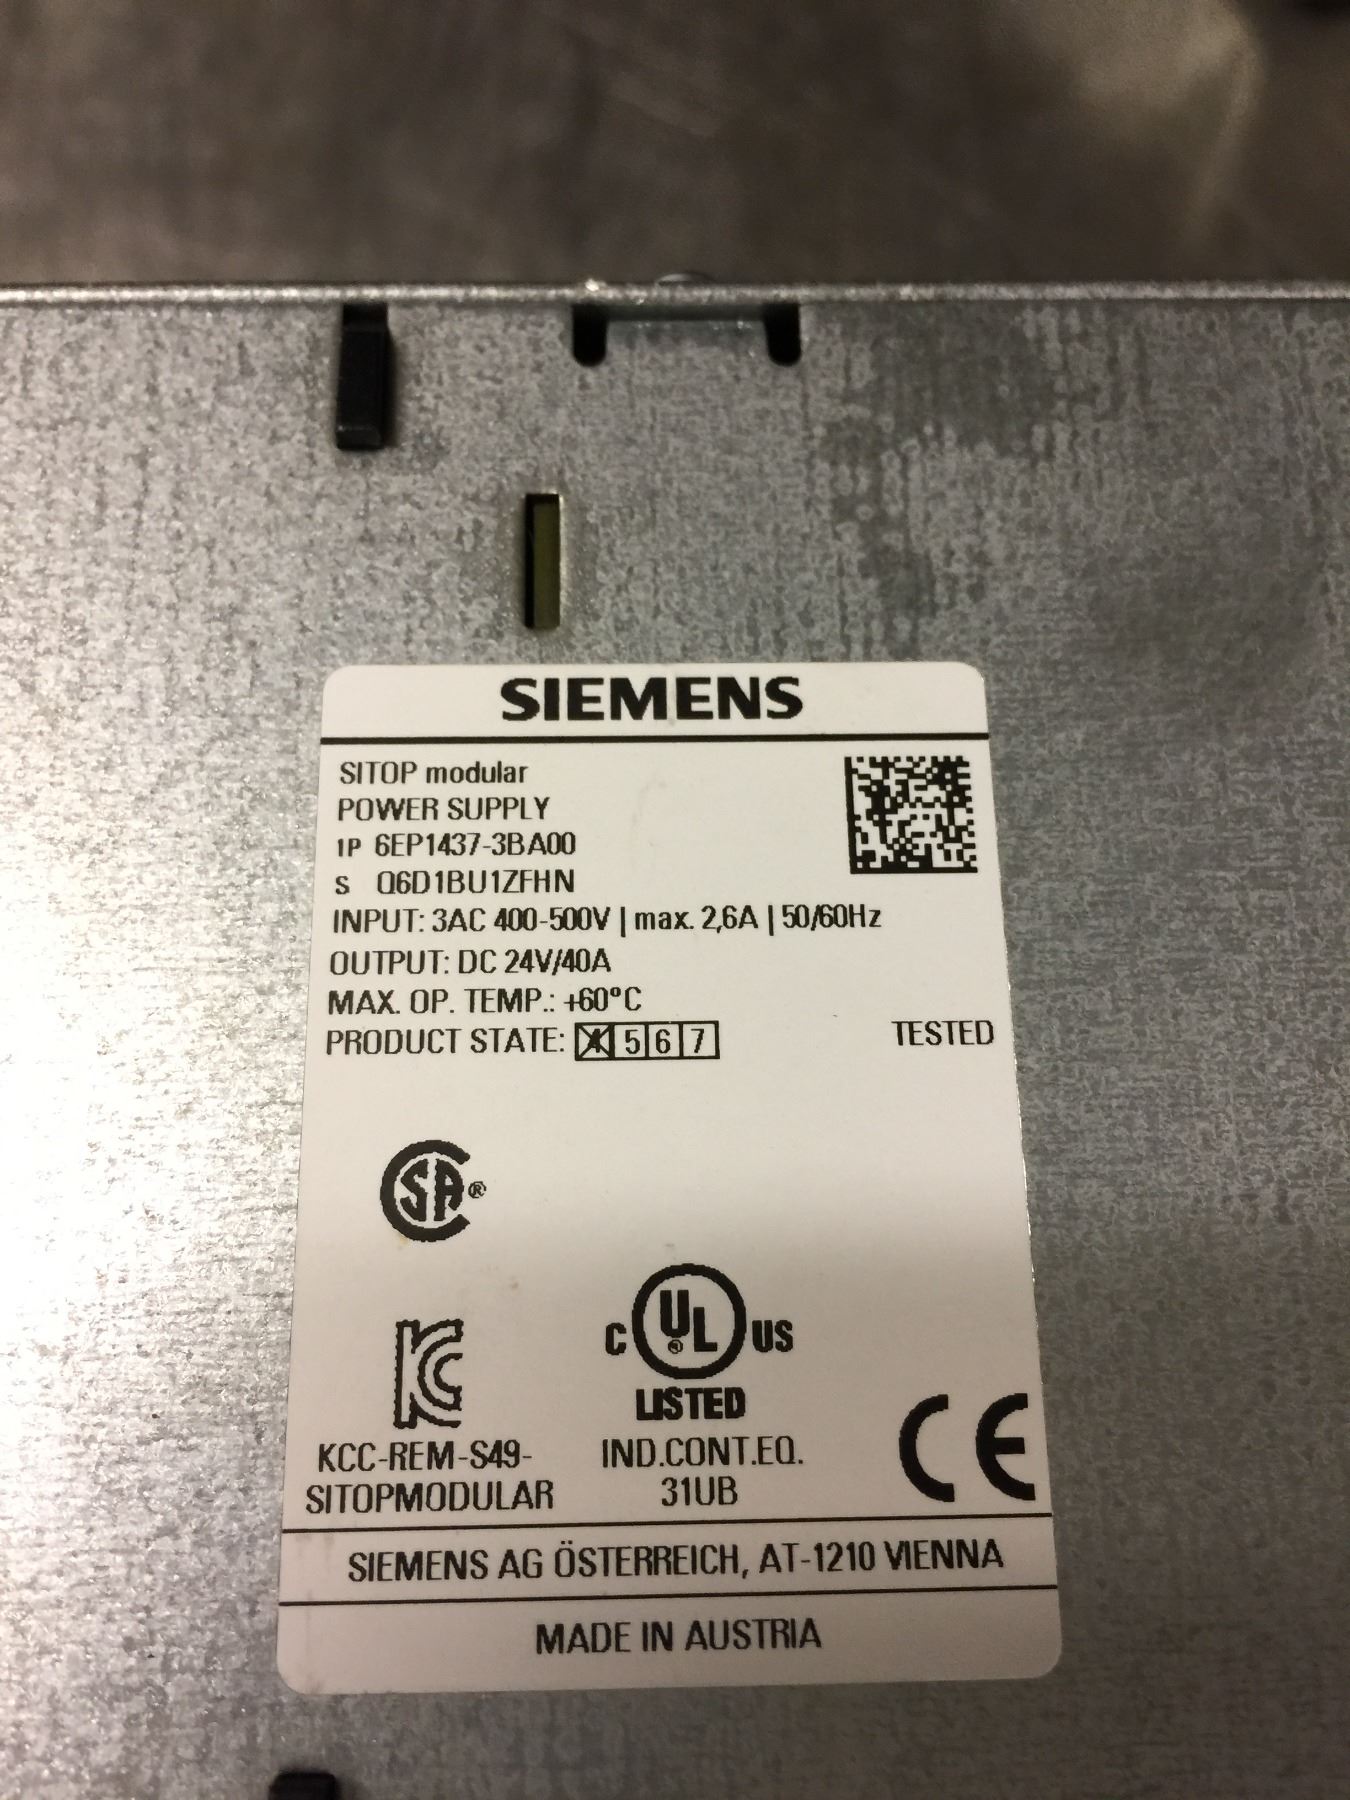 SIEMENS
SITOP modular
POWER SUPPLY
1P 6EP1437-3BA00
S Q6D1BU1ZFHN
INPUT: 3AC 400-500V | max. 2,6A | 50/60Hz
OUTPUT: DC 24V/40A
MAX. OP. TEMP.: +60°C
PRODUCT STATE: 4 5 6 7 TESTED
SA®
C UL® US
LISTED
KCC-REM-S49-
SITOPMODULAR
IND.CONT.EQ.
31UB
CE
SIEMENS AG ÖSTERREICH, AT-1210 VIENNA
MADE IN AUSTRIA